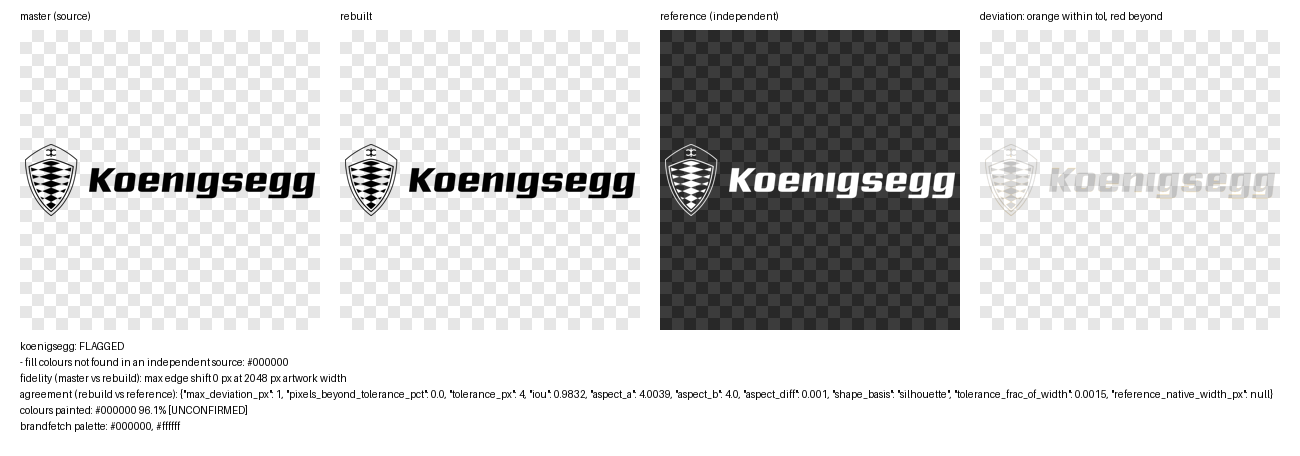 master (source)
rebuilt
reference (independent)
deviation: orange within tol, red beyond
Koenigsegg
Koenigsegg
Koenigsegg
Koenigsegg
koenigsegg: FLAGGED
- fill colours not found in an independent source: #000000
fidelity (master vs rebuild): max edge shift 0 px at 2048 px artwork width
agreement (rebuild vs reference): {"max_deviation_px": 1, "pixels_beyond_tolerance_pct": 0.0, "tolerance_px": 4, "iou": 0.9832, "aspect_a": 4.0039, "aspect_b": 4.0, "aspect_diff": 0.001, "shape_basis": "silhouette", "tolerance_frac_of_width": 0.0015, "reference_native_width_px": null}
colours painted: #000000 96.1% [UNCONFIRMED]
brandfetch palette: #000000, #ffffff